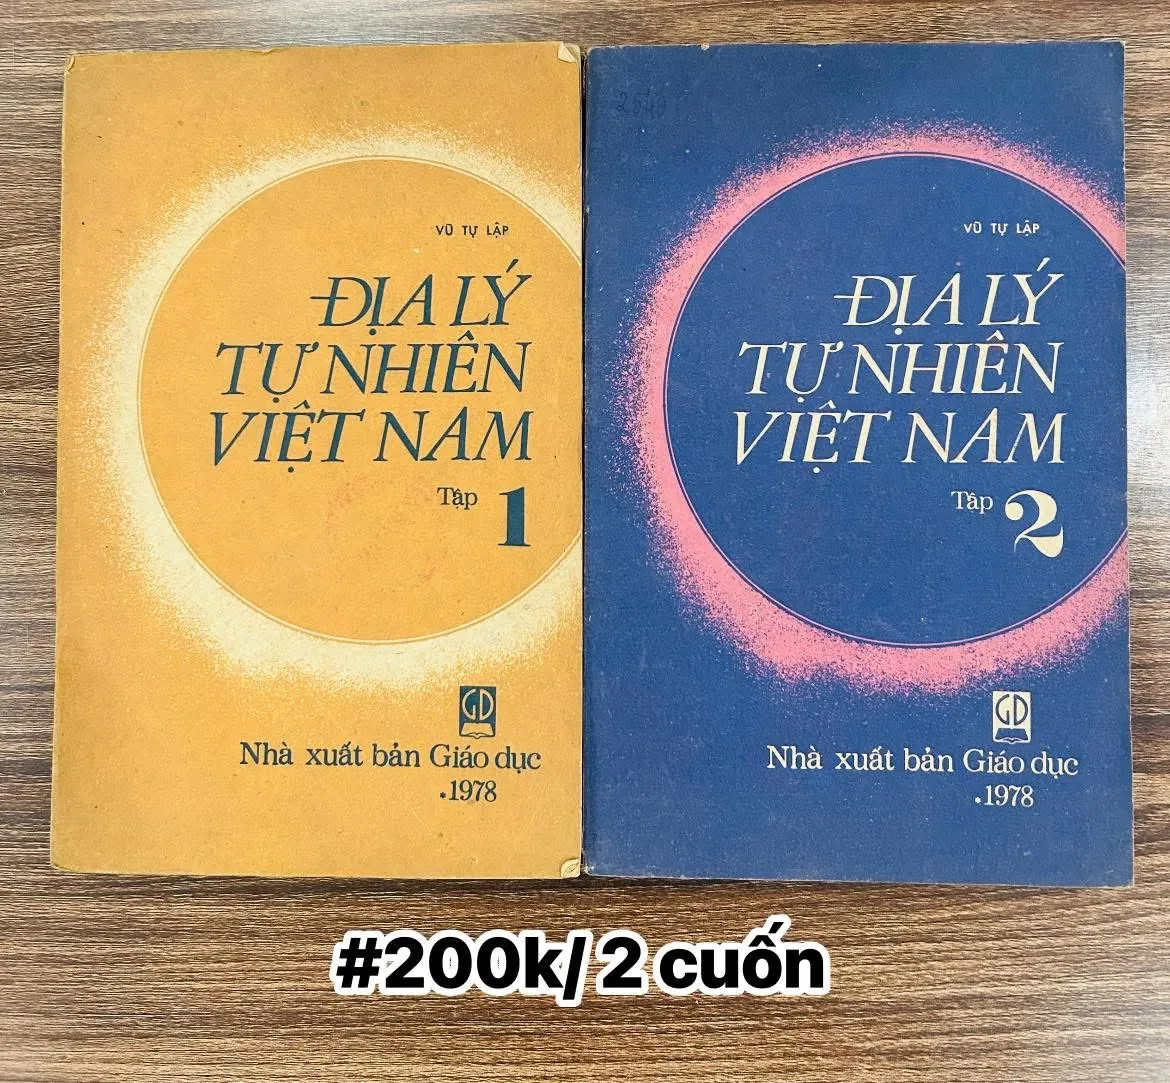 VŨ TỰ LẬP
ĐỊA LÝ
TỰ NHIÊN
VIỆT NAM
Tập 1
GD
Nhà xuất bản Giáo dục
•1978
VŨ TỰ LẬP
ĐỊA LÝ
TỰ NHIÊN
VIỆT NAM
Tập 2
GD
Nhà xuất bản Giáo dục
•1978
#200k/ 2 cuốn